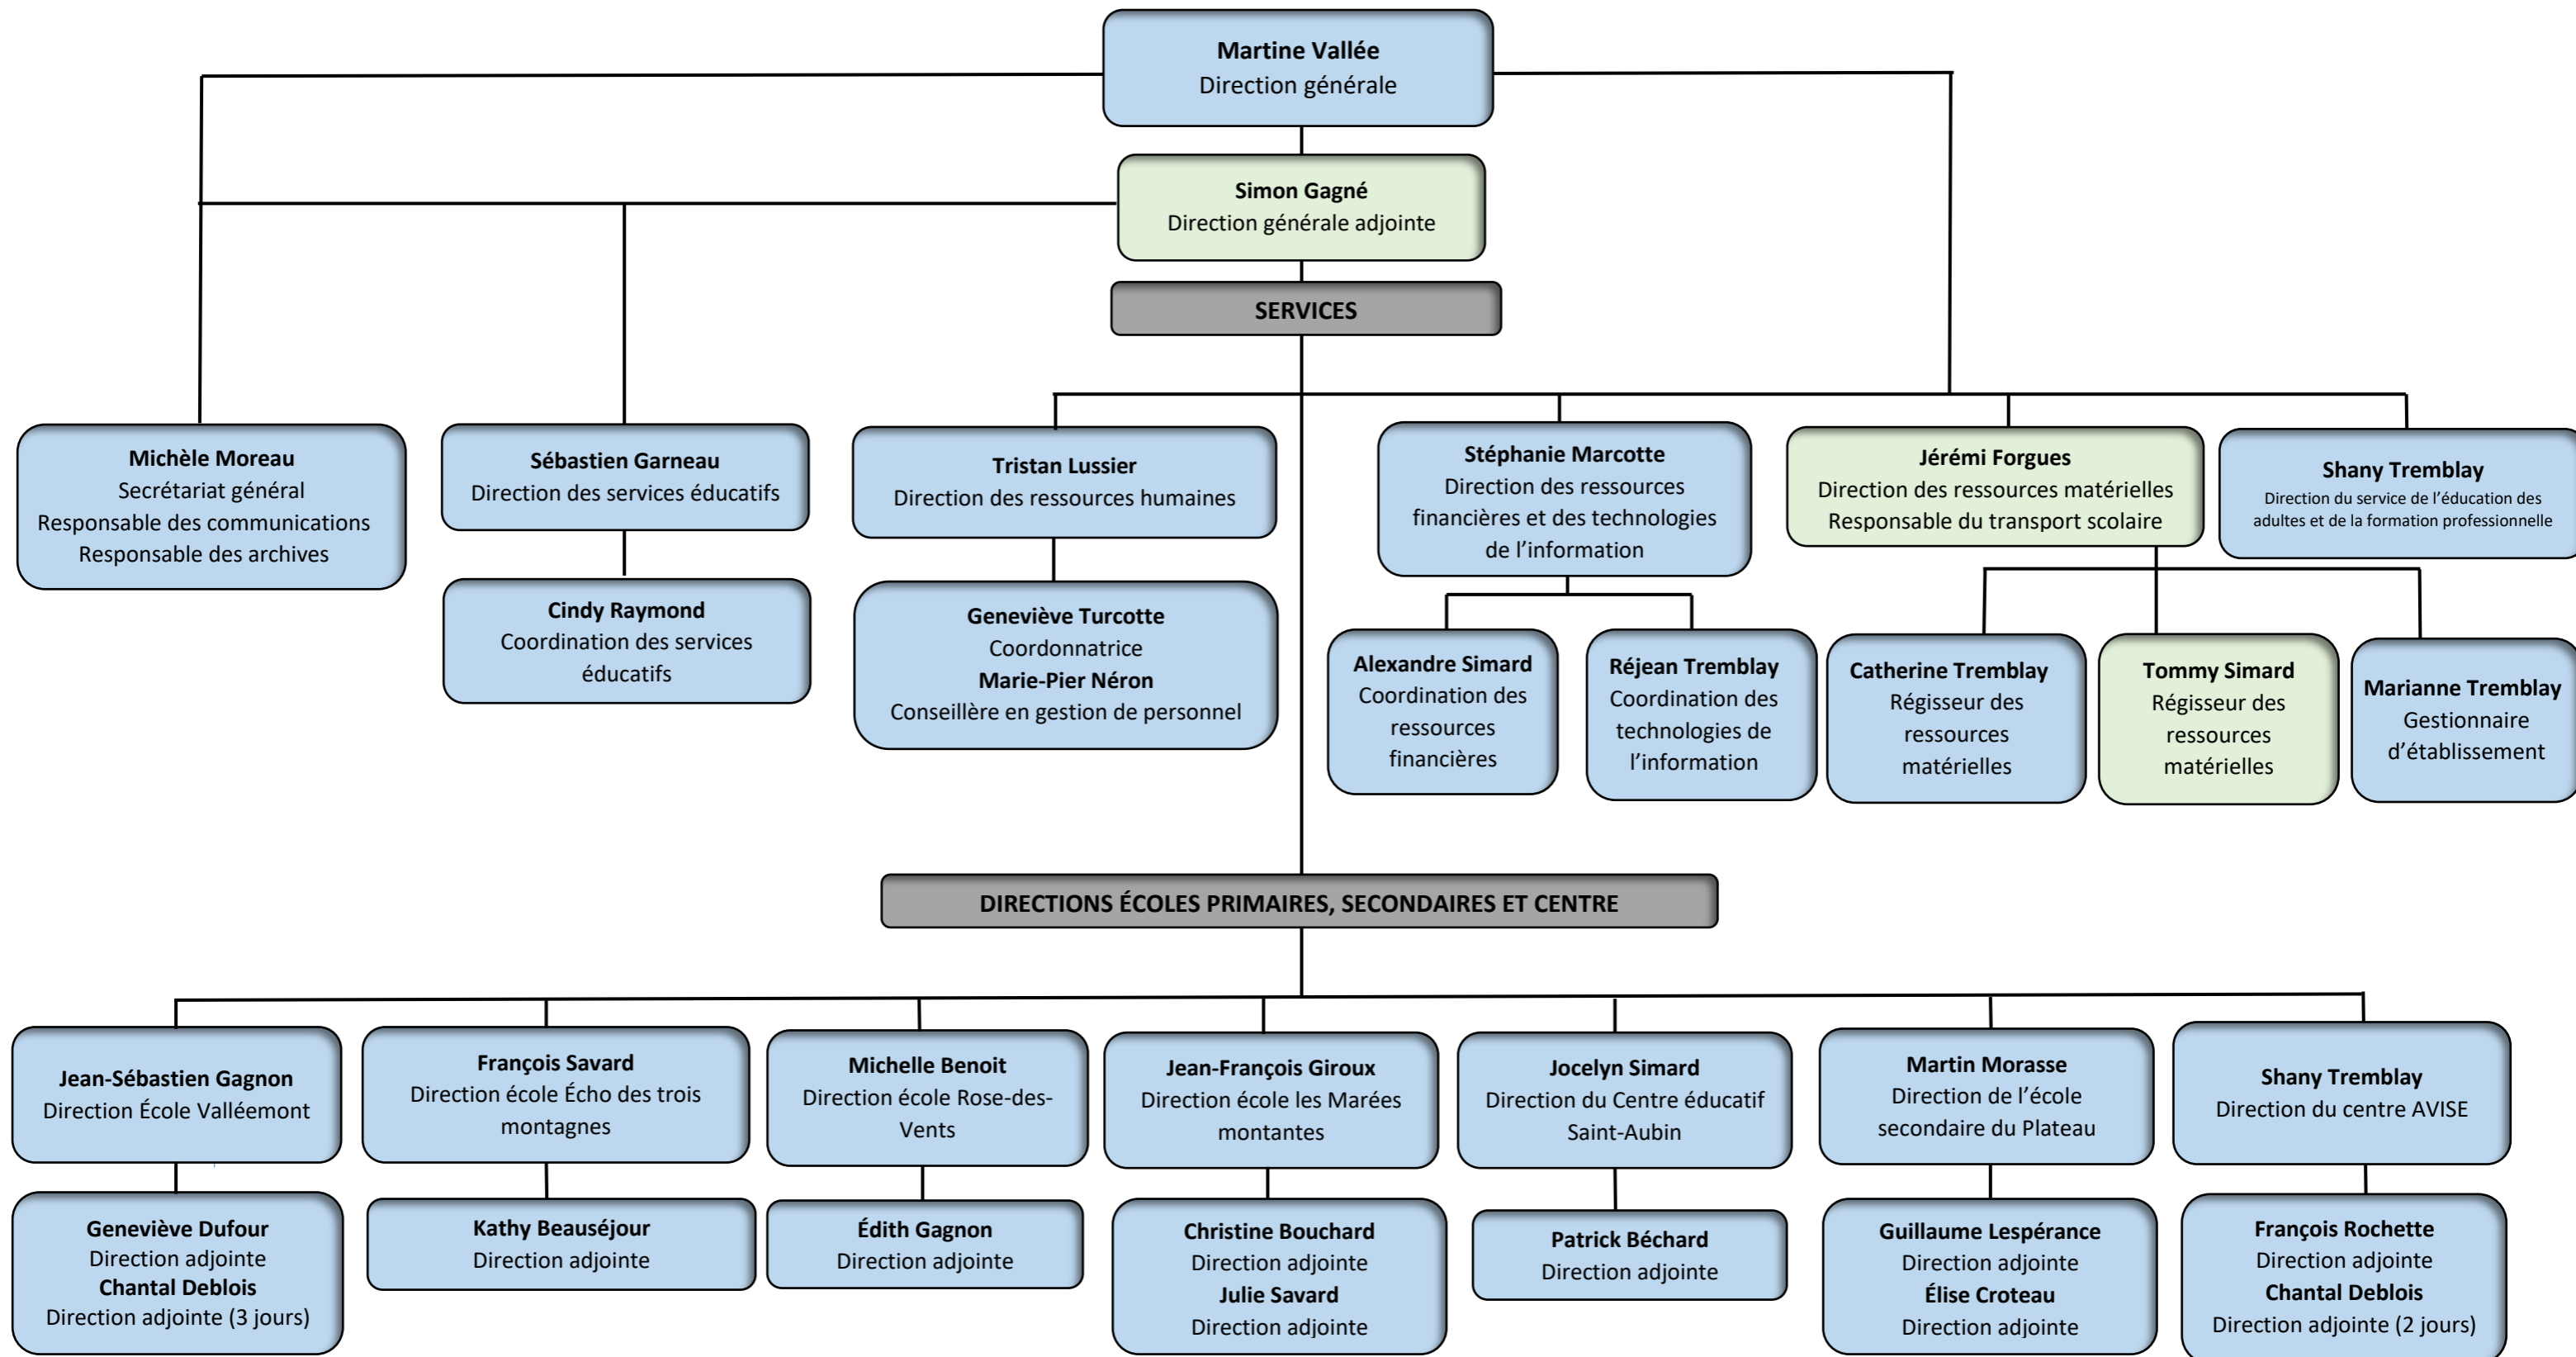 Martine Vallée
Direction générale
Simon Gagné
Direction générale adjointe
SERVICES
Michèle Moreau
Secrétariat général
Responsable des communications
Responsable des archives
Sébastien Garneau
Direction des services éducatifs
Cindy Raymond
Coordination des services
éducatifs
Tristan Lussier
Direction des ressources humaines
Geneviève Turcotte
Coordonnatrice
Marie-Pier Néron
Conseillère en gestion de personnel
Stéphanie Marcotte
Direction des ressources
financières et des technologies
de l’information
Alexandre Simard
Coordination des
ressources
financières
Réjean Tremblay
Coordination des
technologies de
l’information
Jérémi Forgues
Direction des ressources matérielles
Responsable du transport scolaire
Catherine Tremblay
Régisseur des
ressources
matérielles
Tommy Simard
Régisseur des
ressources
matérielles
Marianne Tremblay
Gestionnaire
d’établissement
Shany Tremblay
Direction du service de l’éducation des
adultes et de la formation professionnelle
DIRECTIONS ÉCOLES PRIMAIRES, SECONDAIRES ET CENTRE
Jean-Sébastien Gagnon
Direction École Valléemont
Geneviève Dufour
Direction adjointe
Chantal Deblois
Direction adjointe (3 jours)
François Savard
Direction école Écho des trois
montagnes
Kathy Beauséjour
Direction adjointe
Michelle Benoit
Direction école Rose-des-
Vents
Édith Gagnon
Direction adjointe
Jean-François Giroux
Direction école les Marées
montantes
Christine Bouchard
Direction adjointe
Julie Savard
Direction adjointe
Jocelyn Simard
Direction du Centre éducatif
Saint-Aubin
Patrick Béchard
Direction adjointe
Martin Morasse
Direction de l’école
secondaire du Plateau
Guillaume Lespérance
Direction adjointe
Élise Croteau
Direction adjointe
Shany Tremblay
Direction du centre AVISE
François Rochette
Direction adjointe
Chantal Deblois
Direction adjointe (2 jours)